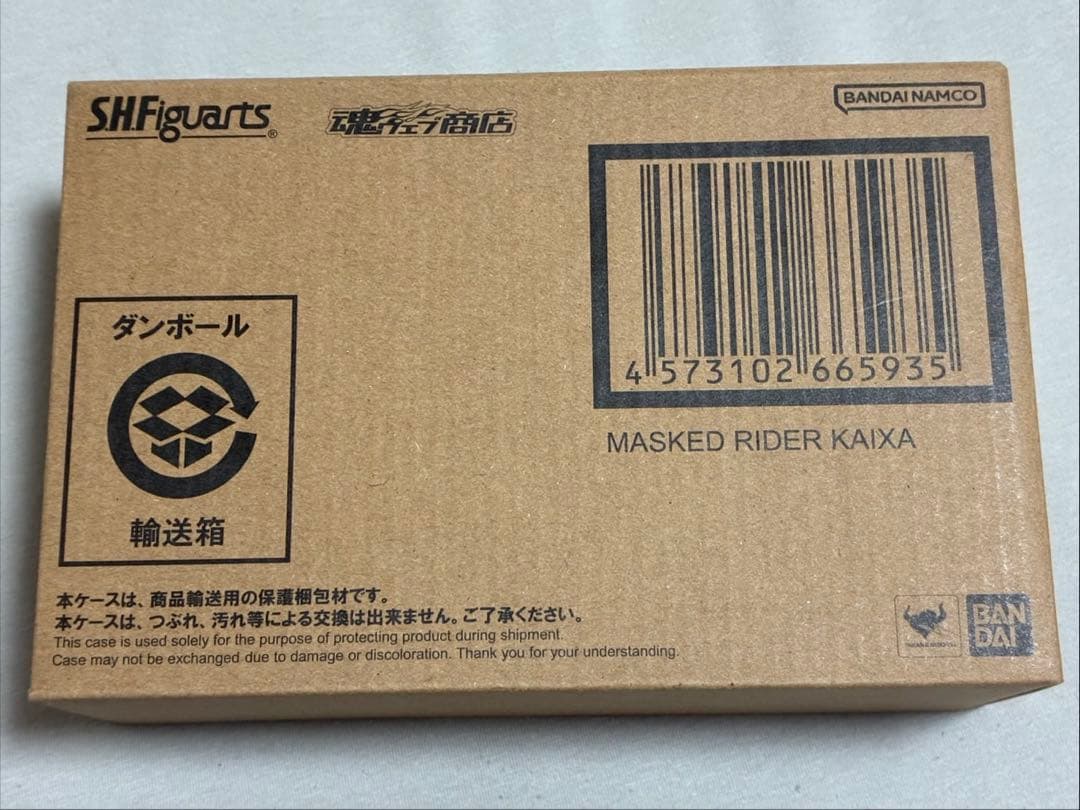 S.H.Figuarts®
魂ウェブ商店
BANDAI NAMCO
4 573102 665935
MASKED RIDER KAIXA
ダンボール
輸送箱
本ケースは、商品輸送用の保護梱包材です。
本ケースは、つぶれ、汚れ等による交換は出来ません。ご了承ください。
This case is used solely for the purpose of protecting product during shipment.
Case may not be exchanged due to damage or discoloration. Thank you for your understanding.
BAN
DAI